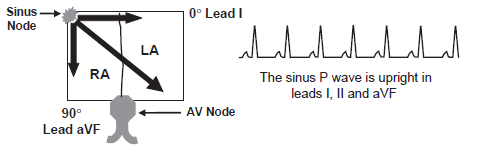 Sinus
Node
0° Lead I
LA
RA
90°
Lead aVF
AV Node
The sinus P wave is upright in
leads I, II and aVF